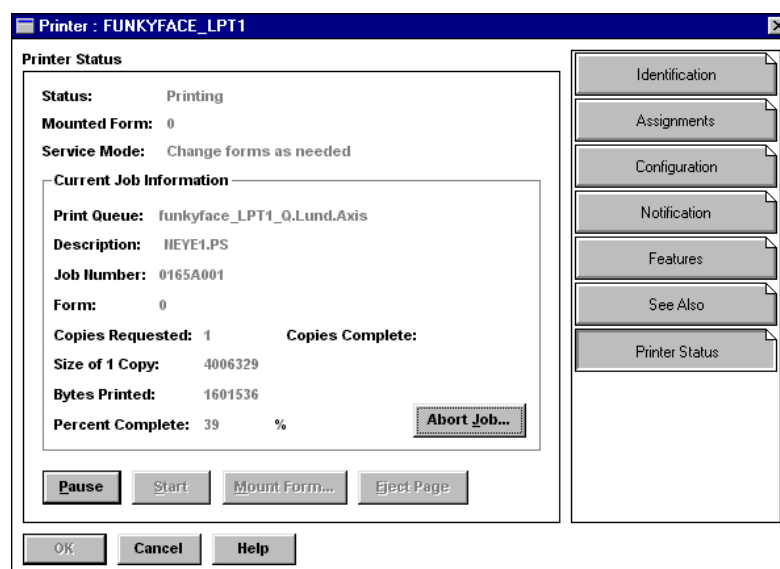 Printer : FUNKYFACE_LPT1
Printer Status
Status: Printing
Mounted Form: 0
Service Mode: Change forms as needed
Current Job Information
Print Queue: funkyface_LPT1_Q.Lund.Axis
Description: NEYE1.PS
Job Number: 0165A001
Form: 0
Copies Requested: 1 Copies Complete:
Size of 1 Copy: 4006329
Bytes Printed: 1601536
Percent Complete: 39 %
Abort Job...
Pause Start Mount Form... Eject Page
OK Cancel Help
Identification
Assignments
Configuration
Notification
Features
See Also
Printer Status